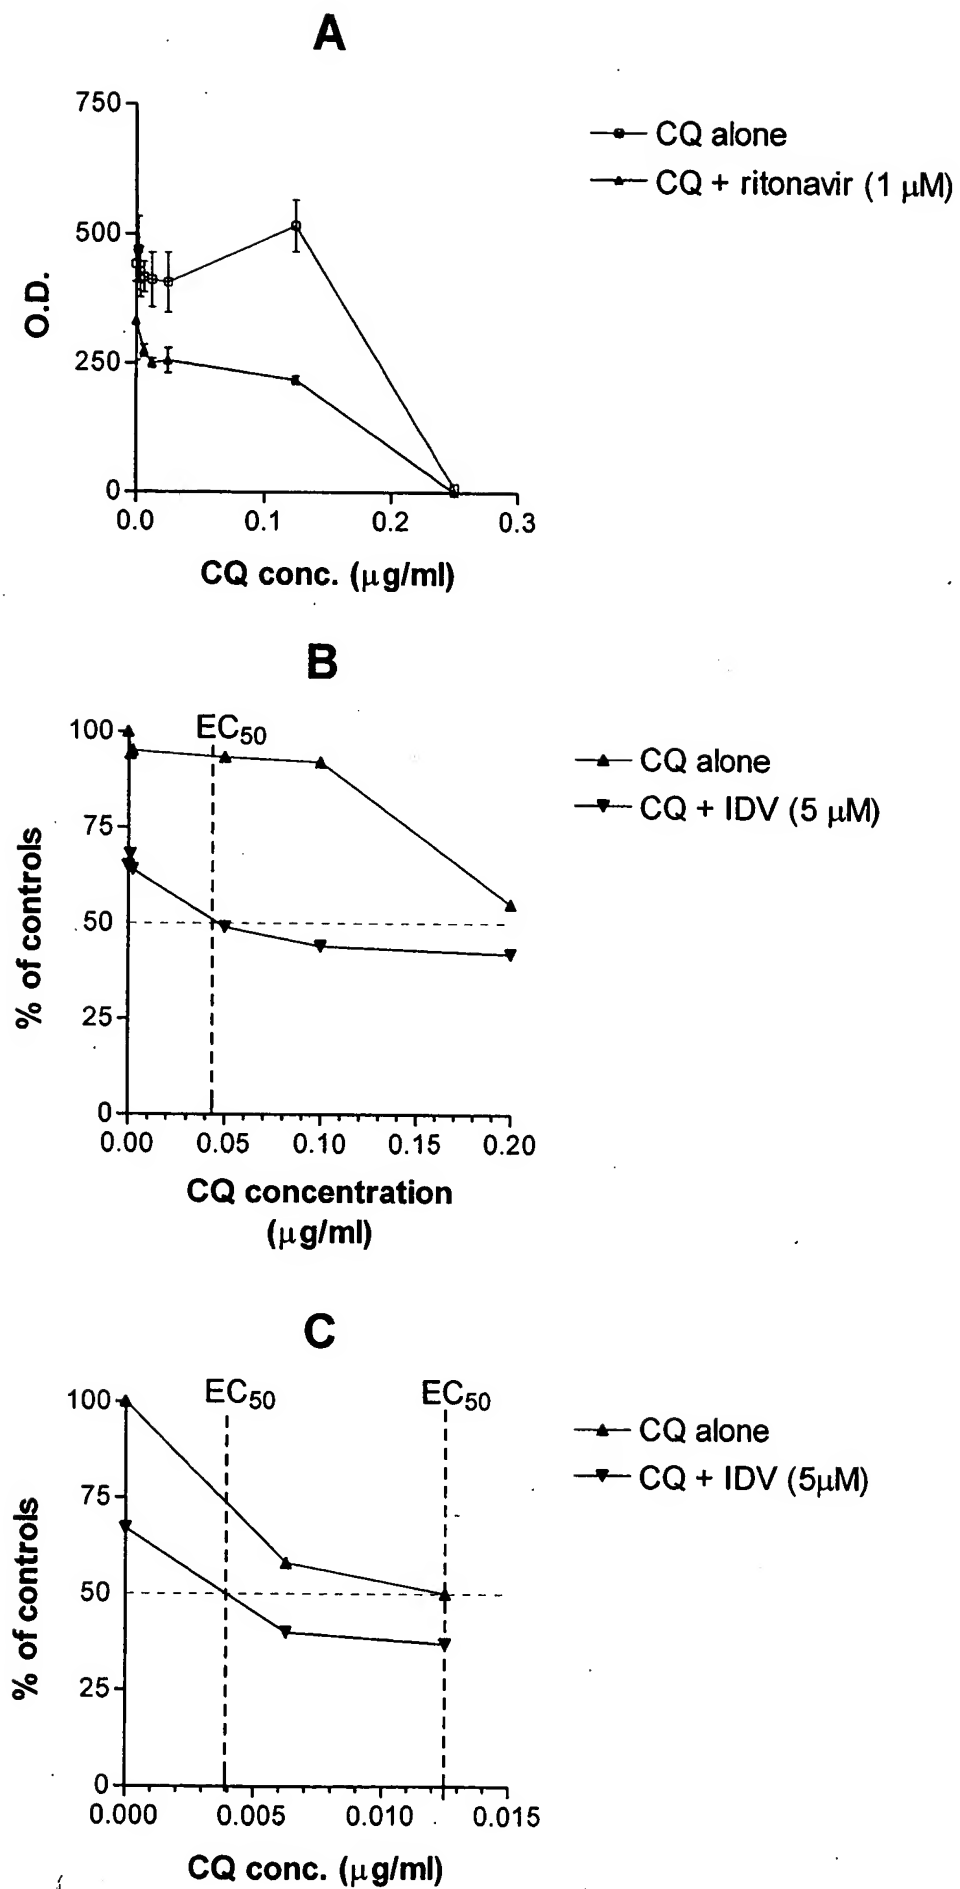 A
750
500
250
0
O.D.
0.0 0.1 0.2 0.3
CQ conc. (μg/ml)
CQ alone
CQ + ritonavir (1 μM)
B
EC50
100
75
50
25
0
% of controls
0.00 0.05 0.10 0.15 0.20
CQ concentration
(μg/ml)
CQ alone
CQ + IDV (5 μM)
C
EC50 EC50
100
75
50
25
0
% of controls
0.000 0.005 0.010 0.015
CQ conc. (μg/ml)
CQ alone
CQ + IDV (5μM)